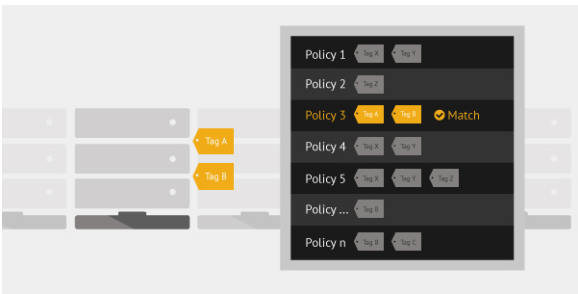 Policy 1 Tag X Tag Y
Policy 2 Tag Z
Policy 3 Tag A Tag B Match
Tag A
Policy 4 Tag X Tag Y
Tag B
Policy 5 Tag X Tag Y Tag Z
Policy ... Tag B
Policy n Tag B Tag C